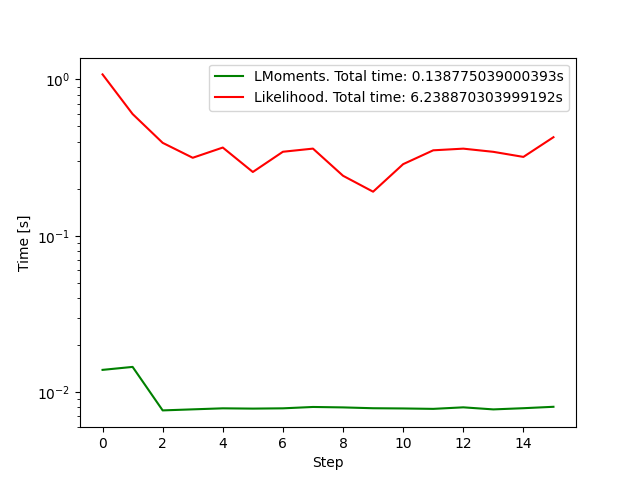 LMoments. Total time: 0.138775039000393s
Likelihood. Total time: 6.238870303999192s
10⁰
10⁻¹
10⁻²
Time [s]
0 2 4 6 8 10 12 14
Step